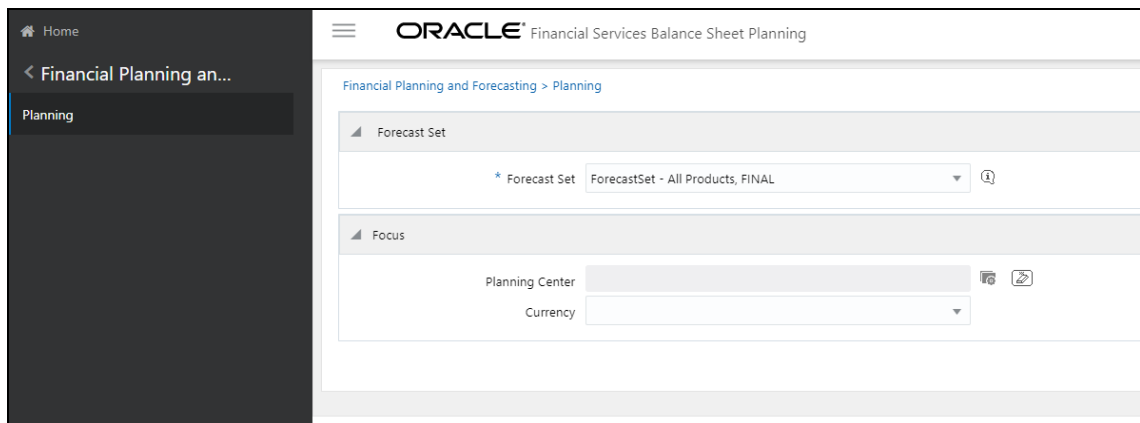 Home
Financial Planning an...
Planning
ORACLE® Financial Services Balance Sheet Planning
Financial Planning and Forecasting > Planning
Forecast Set
* Forecast Set ForecastSet - All Products, FINAL
Focus
Planning Center
Currency